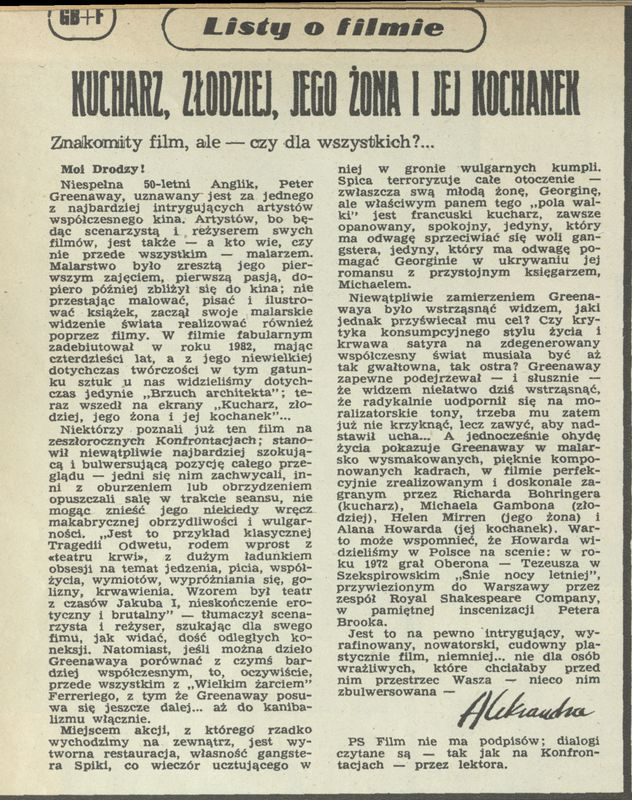 GB+F
Listy o filmie
KUCHARZ, ZŁODZIEJ, JEGO ŻONA I JEJ KOCHANEK
Znakomity film, ale — czy dla wszystkich?...
Moi Drodzy!
Niespełna 50-letni Anglik, Peter
Greenaway, uznawany jest za jednego
z najbardziej intrygujących artystów
współczesnego kina. Artystów, bo bę-
dąc scenarzystą i reżyserem swych
filmów, jest także — a kto wie, czy
nie przede wszystkim — malarzem.
Malarstwo było zresztą jego pier
wszym zajęciem, pierwszą pasją, do-
piero później zbliżył się do kina; nie
przestając malować, pisać i ilustro-
wać książek, zaczął swoje malarskie
widzenie świata realizować również
poprzez filmy. W filmie fabularnym
zadebiutował w roku 1982, mając
czterdzieści lat, a z jego niewielkiej
dotychczas twórczości w tym gatun-
ku sztuk u nas widzieliśmy dotych-
czas jedynie „Brzuch architekta"; te-
raz wszedł na ekrany „Kucharz, zło-
dziej, jego żona i jej kochanek"...
Niektórzy poznali już ten film na
zeszłorocznych Konfrontacjach; stano-
wił niewątpliwie najbardziej szokują-
cą i bulwersującą pozycję całego prze-
glądu — jedni się nim zachwycali, in-
ni z oburzeniem lub obrzydzeniem
opuszczali salę w trakcie seansu, nie
mogąc znieść jego niekiedy wręcz
makabrycznej obrzydliwości i wulgar-
ności. „Jest to przykład klasycznej
Tragedii odwetu, rodem wprost z
«teatru krwi», z dużym ładunkiem
obsesji na temat jedzenia, picia, współ-
życia, wymiotów, wypróżniania się, go-
lizny, krwawienia. Wzorem był teatr
z czasów Jakuba I, nieskończenie ero-
tyczny i brutalny" — tłumaczył scena-
rzysta i reżyser, szukając dla swego
fimu, jak widać, dość odległych ko-
neksji. Natomiast, jeśli można dzieło
Greenawaya porównać z czymś bar-
dziej współczesnym, to, oczywiście,
przede wszystkim z „Wielkim żarciem"
Ferreriego, z tym że Greenaway posu-
wa się jeszcze dalej... aż do kaniba-
lizmu włącznie.
Miejscem akcji, z którego rzadko
wychodzimy na zewnątrz, jest wy-
tworna restauracja, własność gangste-
ra Spiki, co wieczór ucztującego w
niej w gronie wulgarnych kumpli.
Spica terroryzuje całe otoczenie —
zwłaszcza swą młodą żonę, Georginę,
ale właściwym panem tego „pola wal-
ki" jest francuski kucharz, zawsze
opanowany, spokojny, jedyny, który
ma odwagę sprzeciwiać się woli gan-
gstera, jedyny, który ma odwagę po-
magać Georginie w ukrywaniu jej
romansu z przystojnym księgarzem,
Michaelem.
Niewątpliwie zamierzeniem Greena-
waya było wstrząsnąć widzem, jaki
jednak przyświecał mu cel? Czy kry-
tyka konsumpcyjnego stylu życia i
krwawa satyra na zdegenerowany
współczesny świat musiała być aż
tak gwałtowna, tak ostra? Greenaway
zapewne podejrzewał — i słusznie —
że widzem niełatwo dziś wstrząsnąć,
że radykalnie uodpornił się na mo-
ralizatorskie tony, trzeba mu zatem
już nie krzyknąć, lecz zawyć, aby nad-
stawił ucha... A jednocześnie ohydę
życia pokazuje Greenaway w malar-
sko wysmakowanych, pięknie kompo-
nowanych kadrach, w filmie perfek-
cyjnie zrealizowanym i doskonale za-
granym przez Richarda Bohringera
(kucharz), Michaela Gambona (zło-
dziej), Helen Mirren (jego żona) i
Alana Howarda (jej kochanek). War-
to może wspomnieć, że Howarda wi-
dzieliśmy w Polsce na scenie: w ro-
ku 1972 grał Oberona — Tezeusza w
Szekspirowskim „Śnie nocy letniej",
przywiezionym do Warszawy przez
zespół Royal Shakespeare Company,
w pamiętnej inscenizacji Petera
Brooka.
Jest to na pewno intrygujący, wy-
rafinowany, nowatorski, cudowny pla-
stycznie film, niemniej... nie dla osób
wrażliwych, które chciałaby przed
nim przestrzec Wasza — nieco nim
zbulwersowana —
Aleksandra
PS Film nie ma podpisów; dialogi
czytane są — tak jak na Konfron-
tacjach — przez lektora.